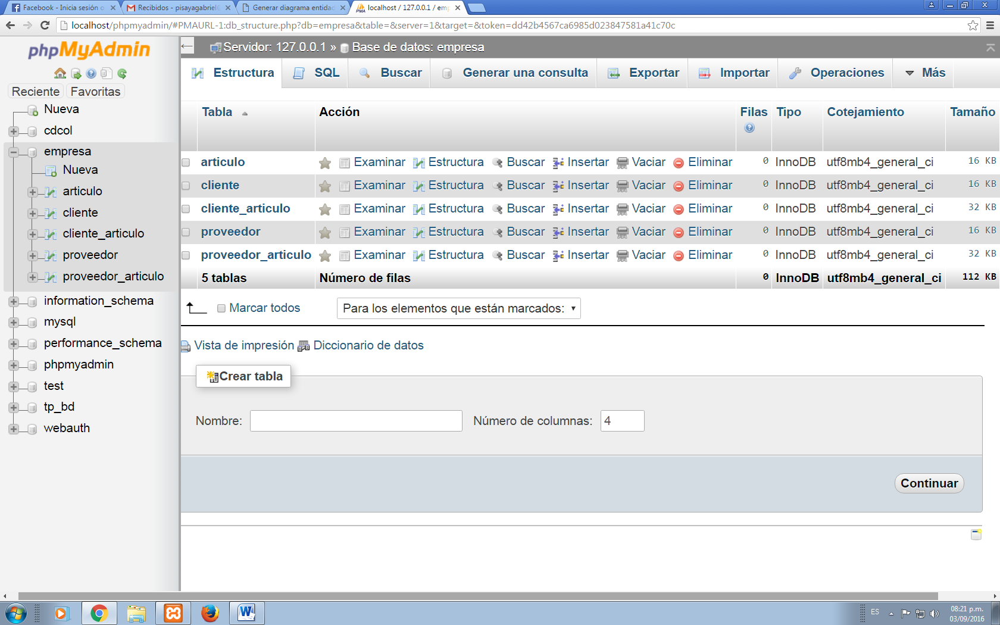 Facebook - Inicia sesión o
Recibidos - pisayagabriel@
Generar diagrama entidad
localhost / 127.0.0.1 / emp
localhost/phpmyadmin/#PMAURL-1:db_structure.php?db=empresa&table=&server=1&target=&token=dd42b4567ca6985d023847581a41c70c
phpMyAdmin
Reciente Favoritas
Nueva
cdcol
empresa
Nueva
articulo
cliente
cliente_articulo
proveedor
proveedor_articulo
information_schema
mysql
performance_schema
phpmyadmin
test
tp_bd
webauth
Servidor: 127.0.0.1 » Base de datos: empresa
Estructura SQL Buscar Generar una consulta Exportar Importar Operaciones Más
Tabla Acción Filas Tipo Cotejamiento Tamaño
articulo Examinar Estructura Buscar Insertar Vaciar Eliminar 0 InnoDB utf8mb4_general_ci 16 KB
cliente Examinar Estructura Buscar Insertar Vaciar Eliminar 0 InnoDB utf8mb4_general_ci 16 KB
cliente_articulo Examinar Estructura Buscar Insertar Vaciar Eliminar 0 InnoDB utf8mb4_general_ci 32 KB
proveedor Examinar Estructura Buscar Insertar Vaciar Eliminar 0 InnoDB utf8mb4_general_ci 16 KB
proveedor_articulo Examinar Estructura Buscar Insertar Vaciar Eliminar 0 InnoDB utf8mb4_general_ci 32 KB
5 tablas Número de filas 0 InnoDB utf8mb4_general_ci 112 KB
Marcar todos Para los elementos que están marcados:
Vista de impresión Diccionario de datos
Crear tabla
Nombre: Número de columnas: 4
Continuar
ES
08:21 p.m.
03/09/2016